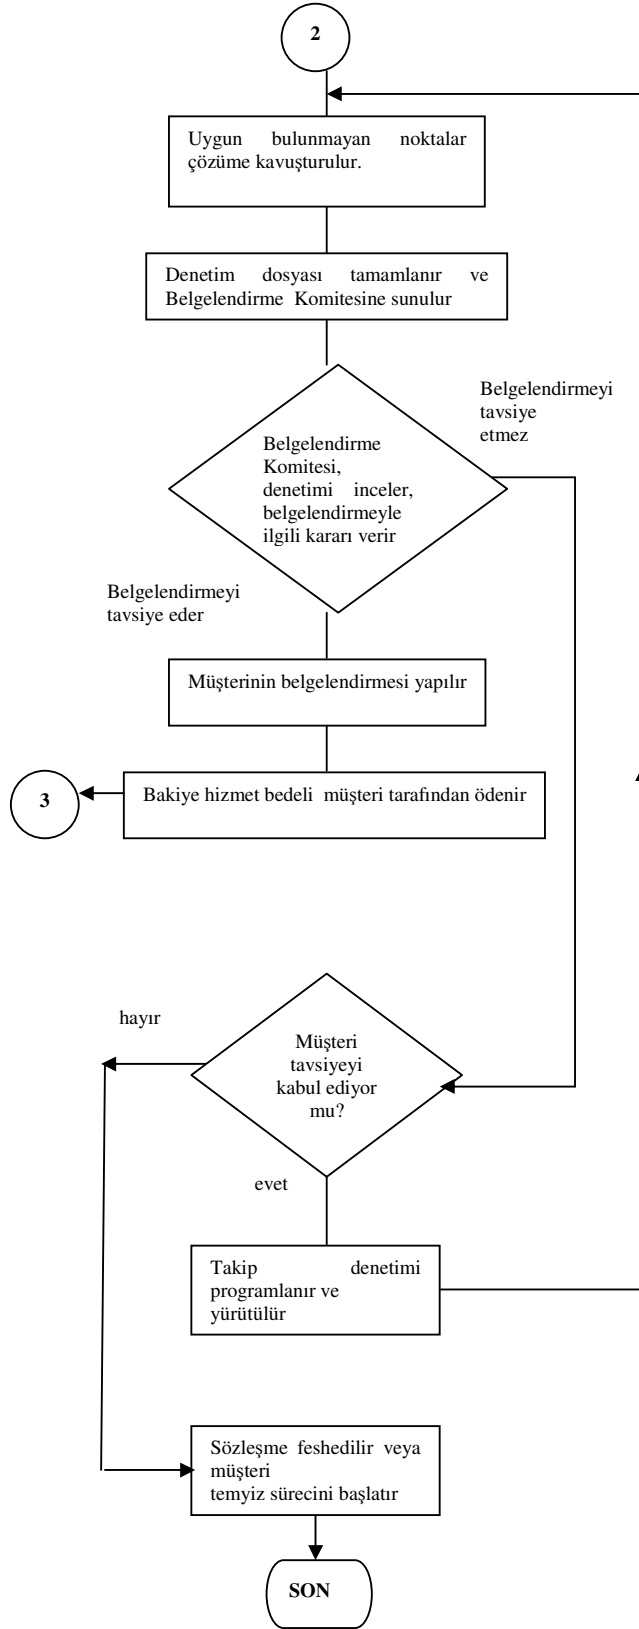 2
Uygun bulunmayan noktalar
çözüme kavuşturulur.
Denetim dosyası tamamlanır ve
Belgelendirme Komitesine sunulur
Belgelendirmeyi
tavsiye
etmez
Belgelendirme
Komitesi,
denetimi inceler,
belgelendirmeyle
ilgili kararı verir
Belgelendirmeyi
tavsiye eder
Müşterinin belgelendirmesi yapılır
3
Bakiye hizmet bedeli müşteri tarafından ödenir
hayır
Müşteri
tavsiyeyi
kabul ediyor
mu?
evet
Takip denetimi
programlanır ve
yürütülür
Sözleşme feshedilir veya
müşteri
temyiz sürecini başlatır
SON